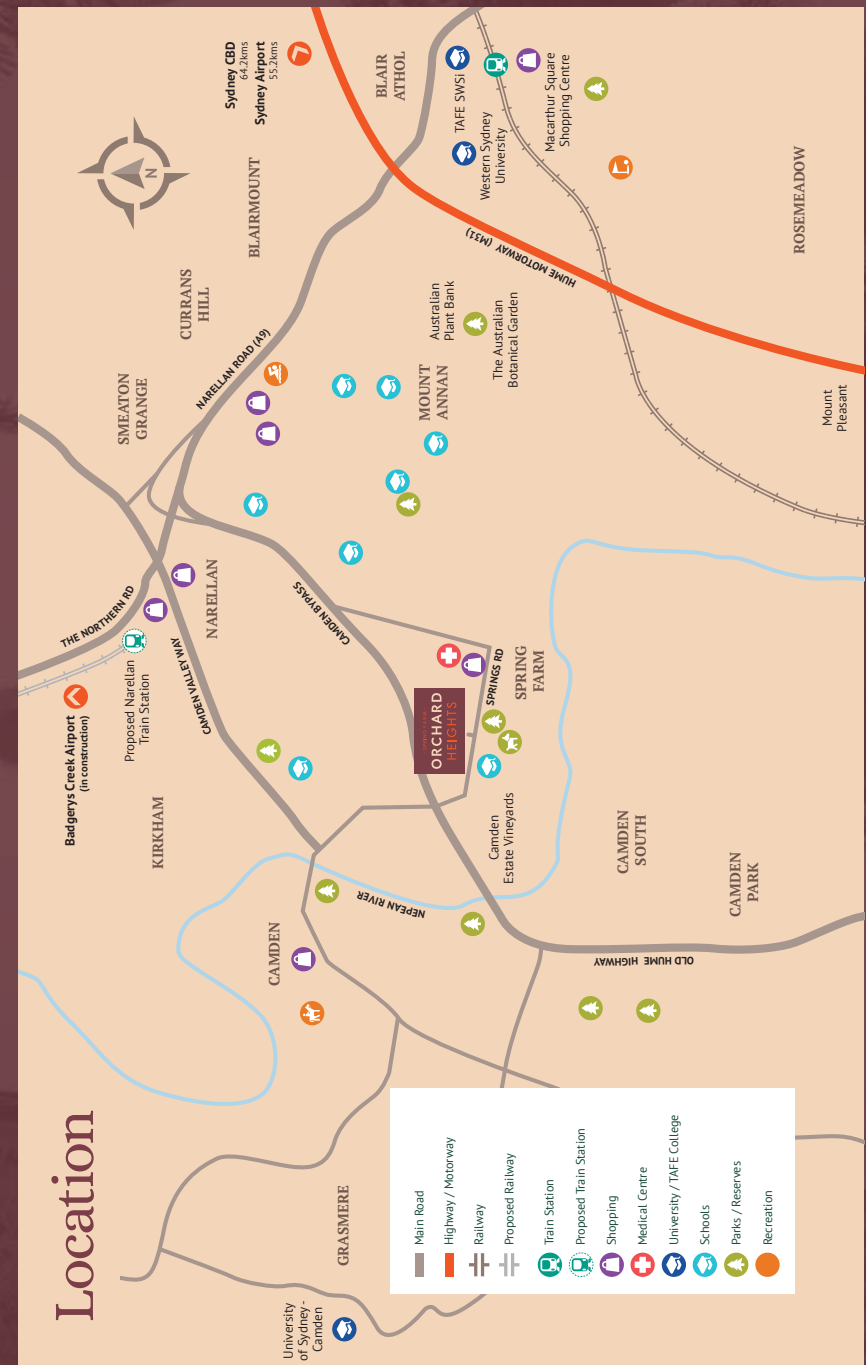 Location
Sydney CBD
64.2kms
Sydney Airport
55.2kms
BLAIR
ATHOL
TAFE SWSi
Western Sydney
University
Macarthur Square
Shopping Centre
ROSEMEADOW
BLAIRMOUNT
N
CURRANS
HILL
HUME MOTORWAY (M31)
Australian
Plant Bank
The Australian
Botanical Garden
SMEATON
GRANGE
NARELLAN ROAD (A9)
MOUNT
ANNAN
Mount
Pleasant
THE NORTHERN RD
NARELLAN
CAMDEN BYPASS
Proposed Narellan
Train Station
CAMDEN VALLEY WAY
Badgerys Creek Airport
(in construction)
SPRINGS RD
SPRING
FARM
ORCHARD
HEIGHTS
KIRKHAM
Camden
Estate Vineyards
CAMDEN
SOUTH
CAMDEN
PARK
NEPEAN RIVER
CAMDEN
OLD HUME HIGHWAY
GRASMERE
University
of Sydney -
Camden
Main Road
Highway / Motorway
Railway
Proposed Railway
Train Station
Proposed Train Station
Shopping
Medical Centre
University / TAFE College
Schools
Parks / Reserves
Recreation